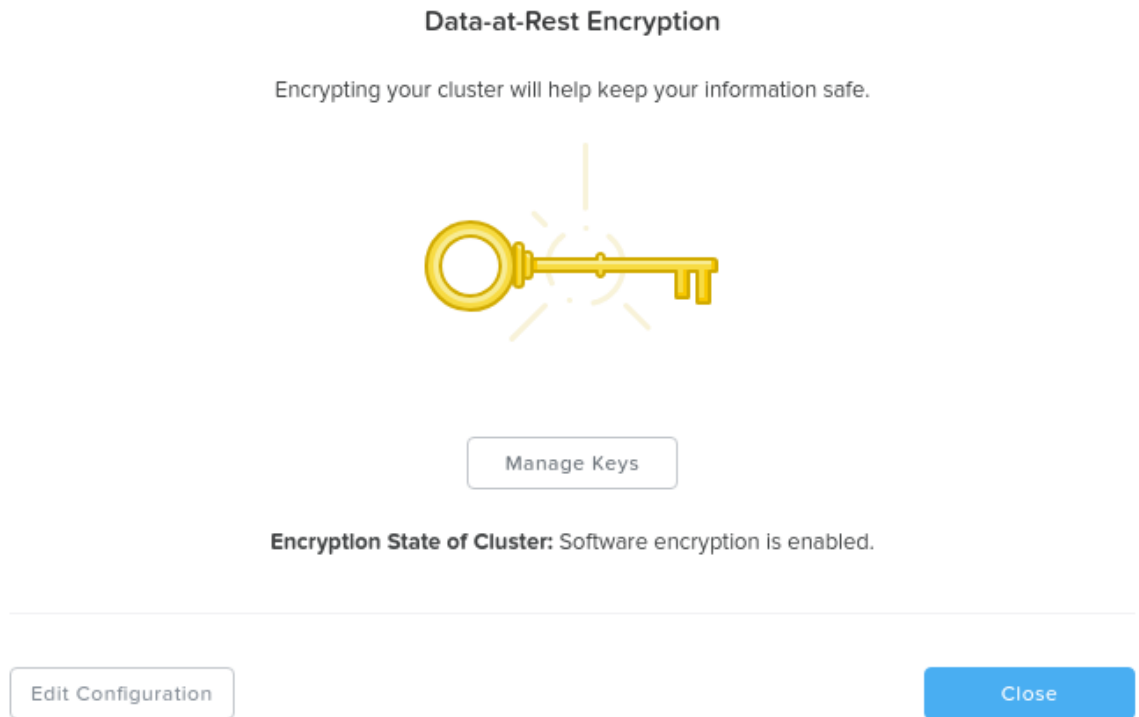 Data-at-Rest Encryption
Encrypting your cluster will help keep your information safe.
Manage Keys
Encryption State of Cluster: Software encryption is enabled.
Edit Configuration
Close